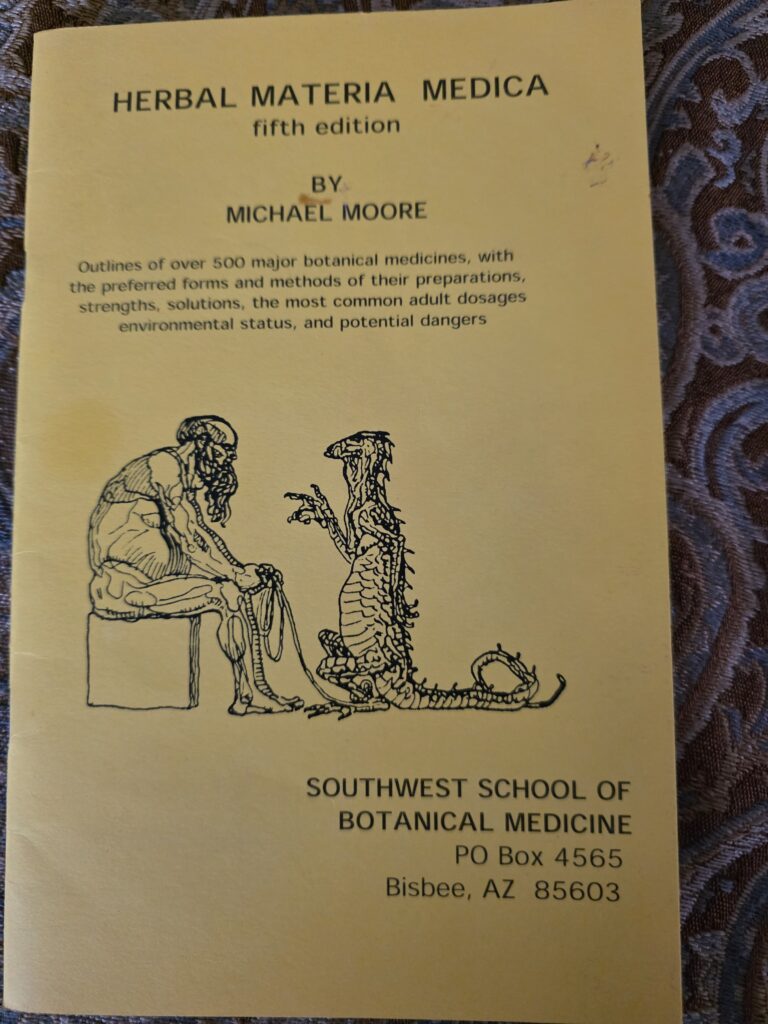 HERBAL MATERIA MEDICA
fifth edition
BY
MICHAEL MOORE
Outlines of over 500 major botanical medicines, with
the preferred forms and methods of their preparations,
strengths, solutions, the most common adult dosages
environmental status, and potential dangers
SOUTHWEST SCHOOL OF
BOTANICAL MEDICINE
PO Box 4565
Bisbee, AZ 85603